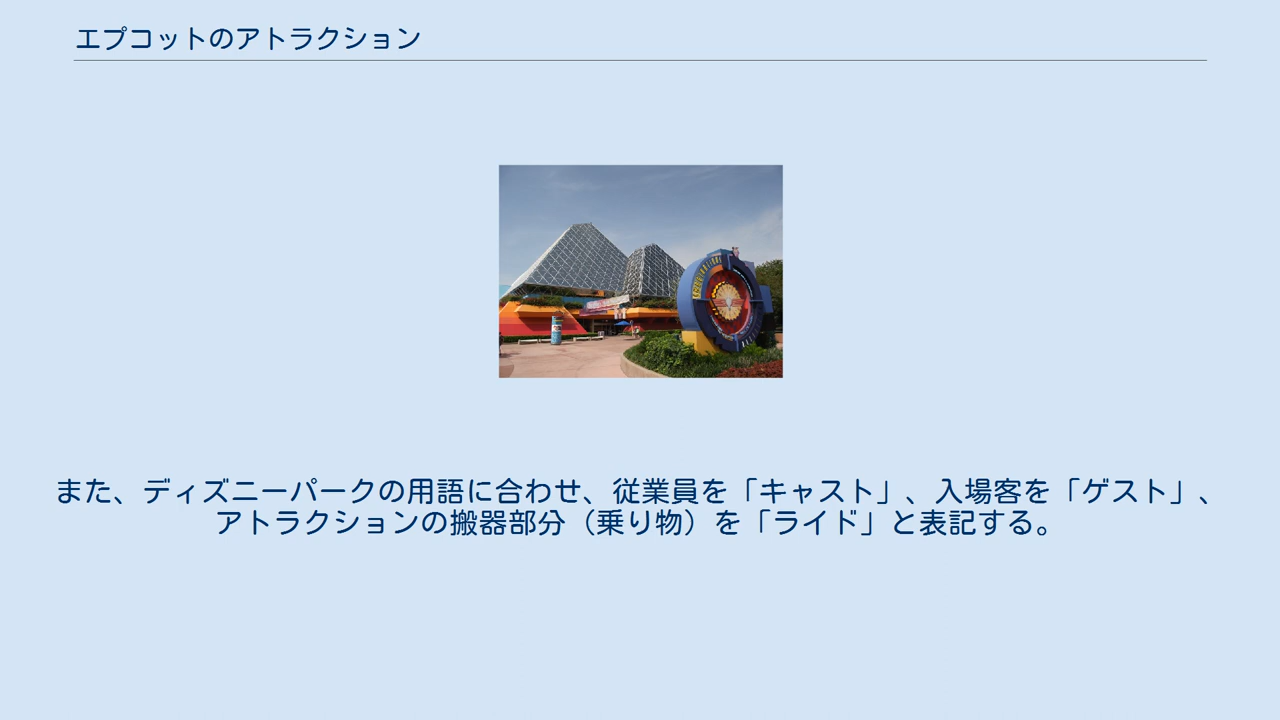 エプコットのアトラクション
また、ディズニーパークの用語に合わせ、従業員を「キャスト」、入場客を「ゲスト」、
アトラクションの搬器部分（乗り物）を「ライド」と表記する。